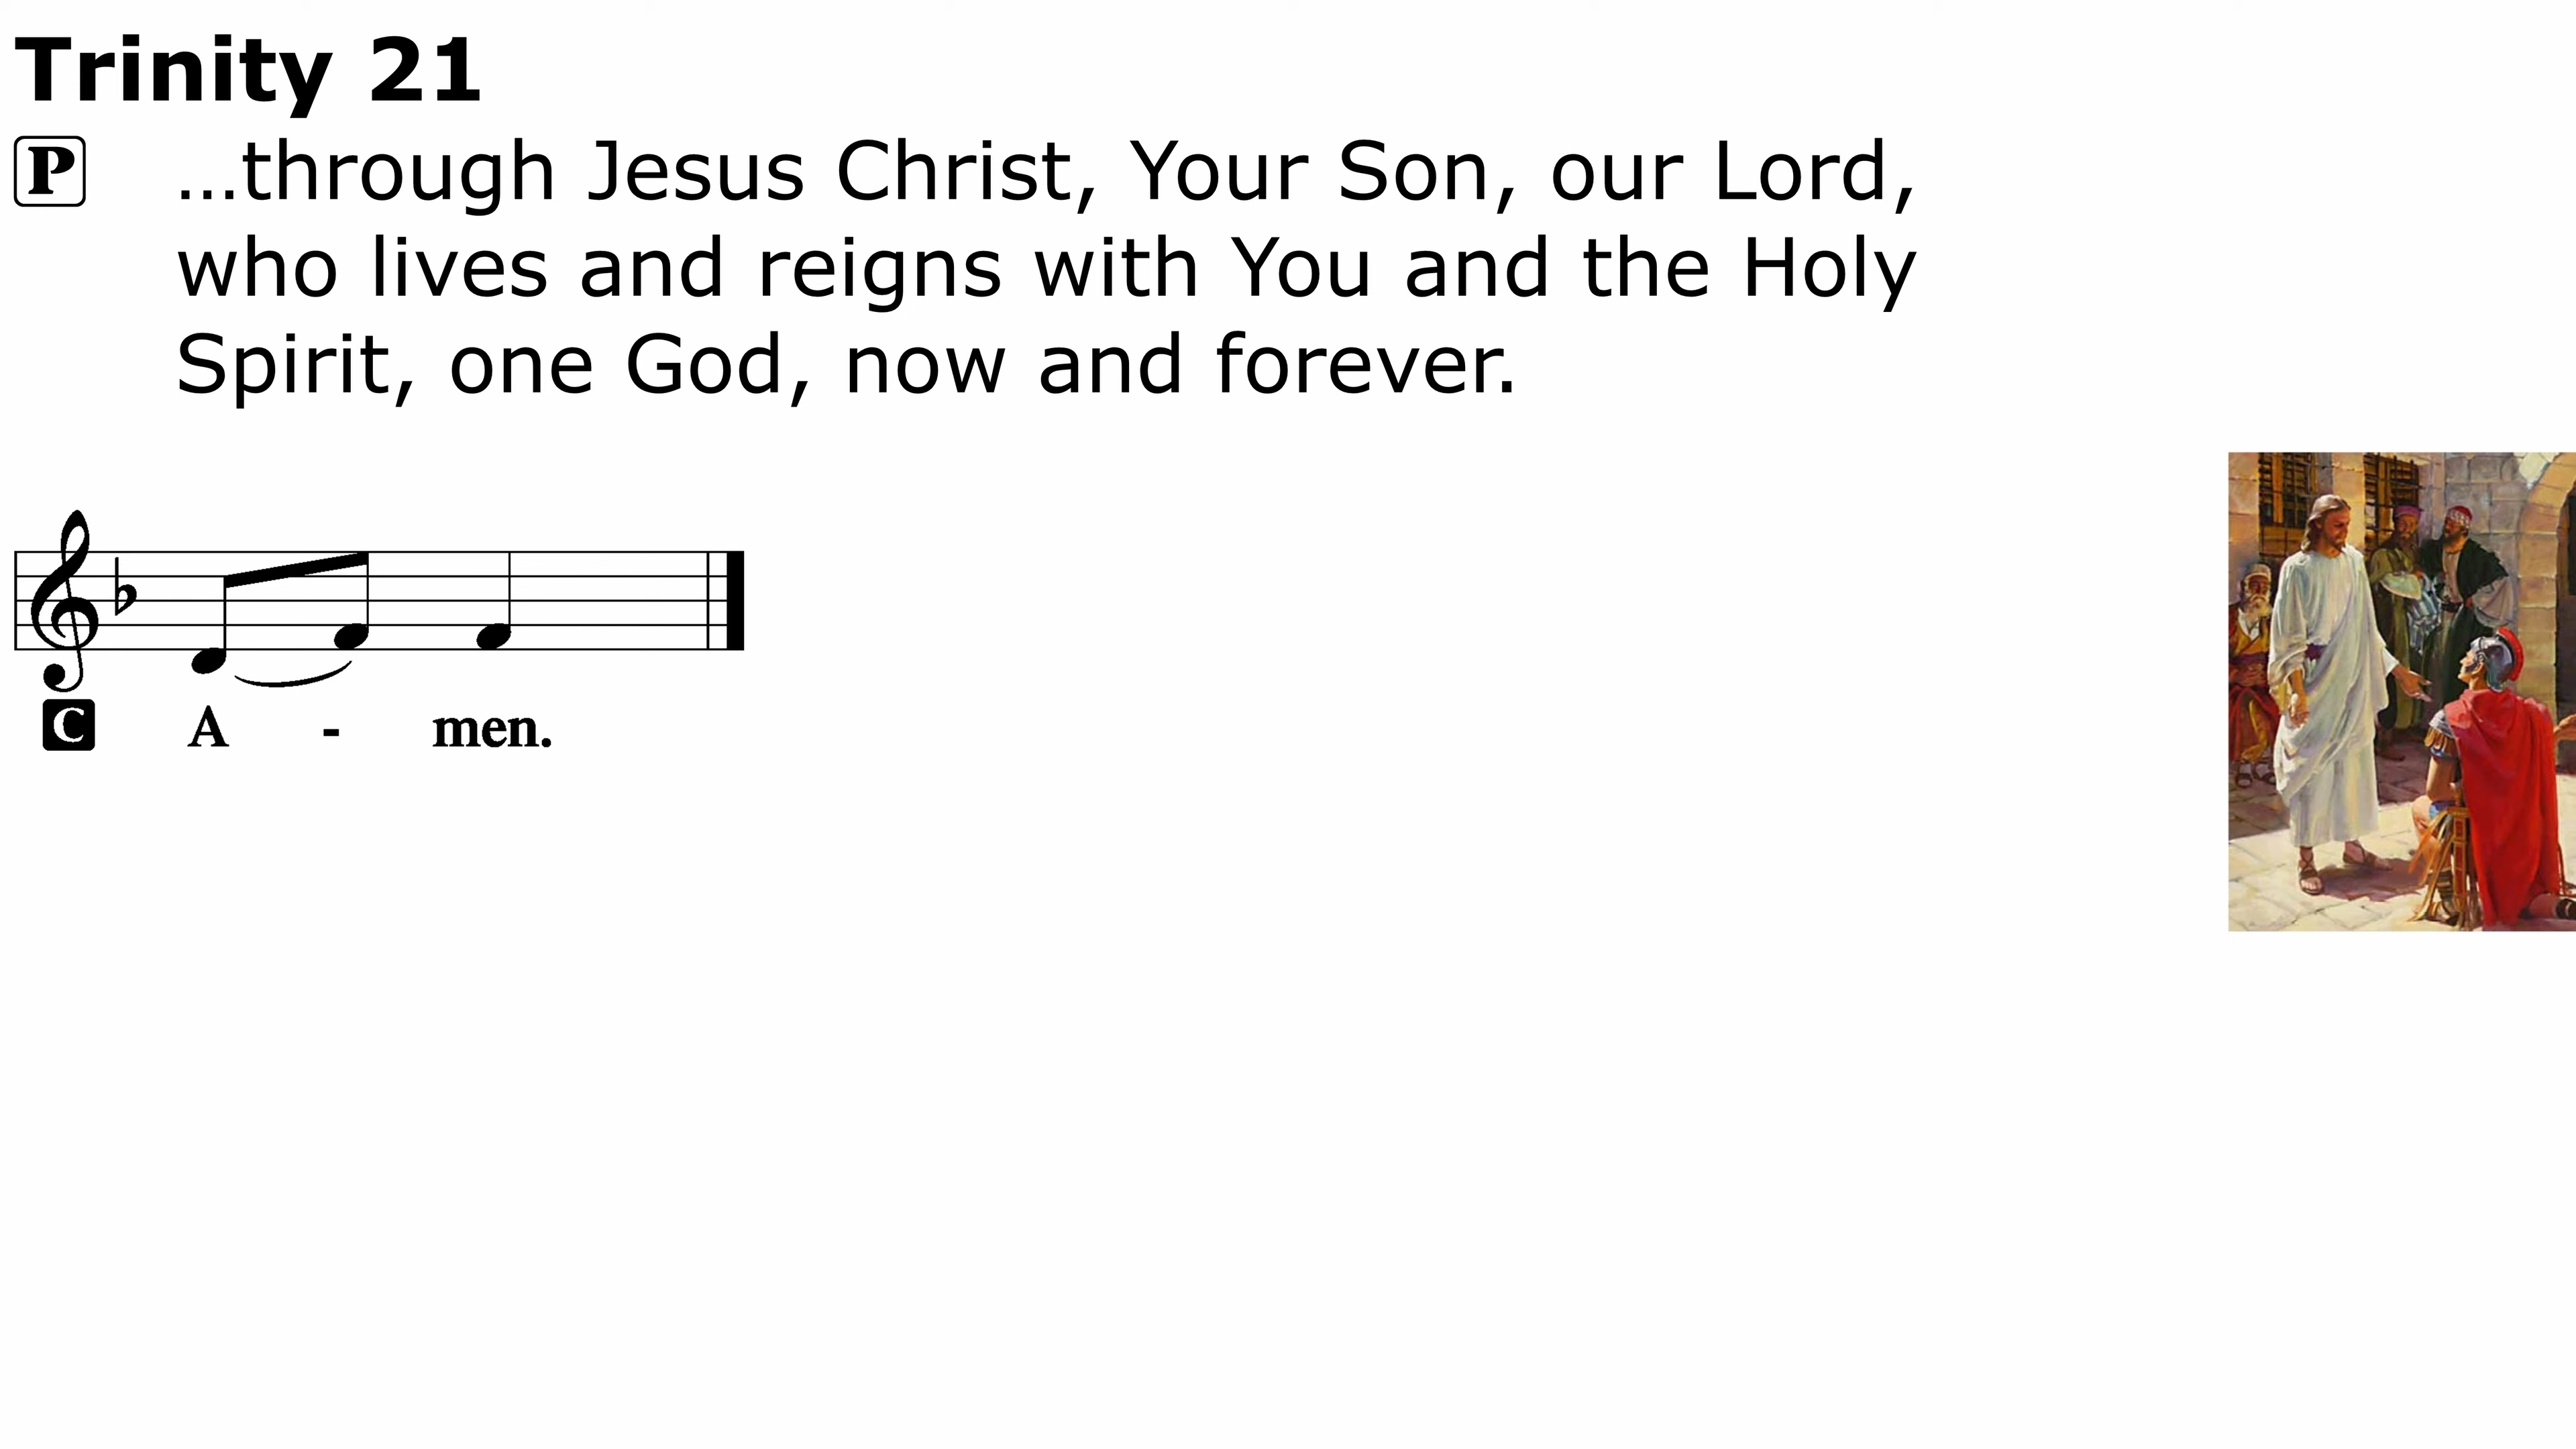 Trinity 21
P …through Jesus Christ, Your Son, our Lord,
who lives and reigns with You and the Holy
Spirit, one God, now and forever.
C A - men.